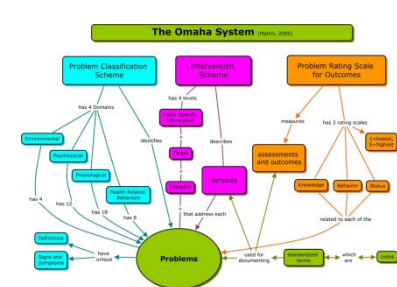 The Omaha System (Martin, 2005)
Problem Classification
Scheme
Intervention
Scheme
Problem Rating Scale
for Outcomes
has 4 Domains
has 4 levels
Client Specific
Information
measures
has 3 rating scales
1=lowest,
5=highest
Environmental
Psychosocial
Physiological
Health Related
Behaviors
identifies
Target
describes
assessments
and outcomes
Category
services
Knowledge
Behavior
Status
has 4
has 12
has 18
has 8
that address each
related to each of the
Definitions
Signs and
Symptoms
have
unique
Problems
used for
documenting
standardized
terms
which
are
codes